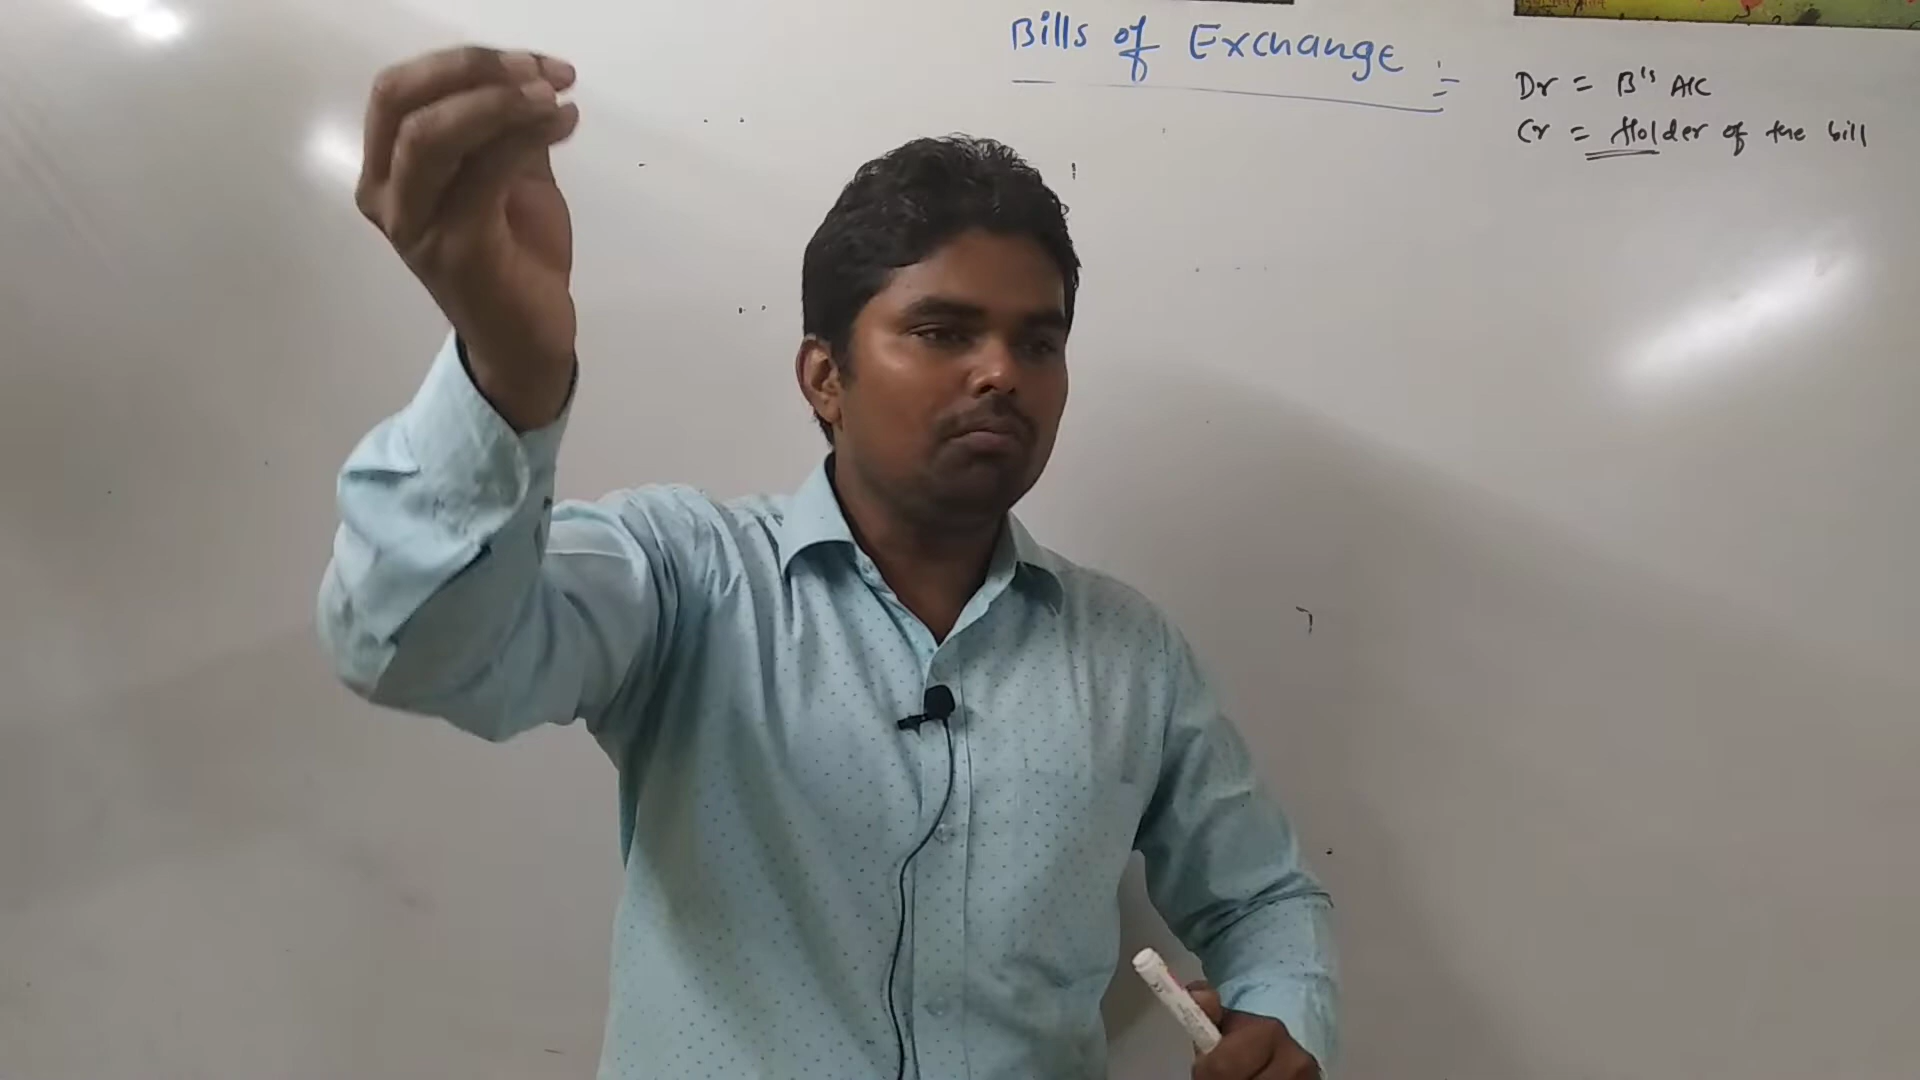 Bills of Exchange :=
Dr = B's A/C
Cr = Holder of the bill